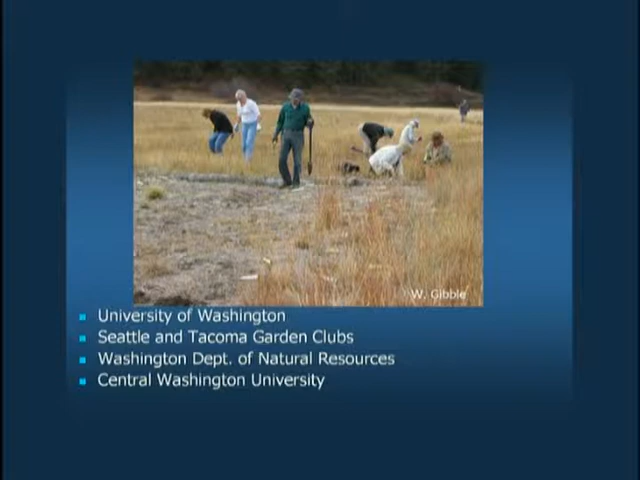 W. Gibble
University of Washington
Seattle and Tacoma Garden Clubs
Washington Dept. of Natural Resources
Central Washington University